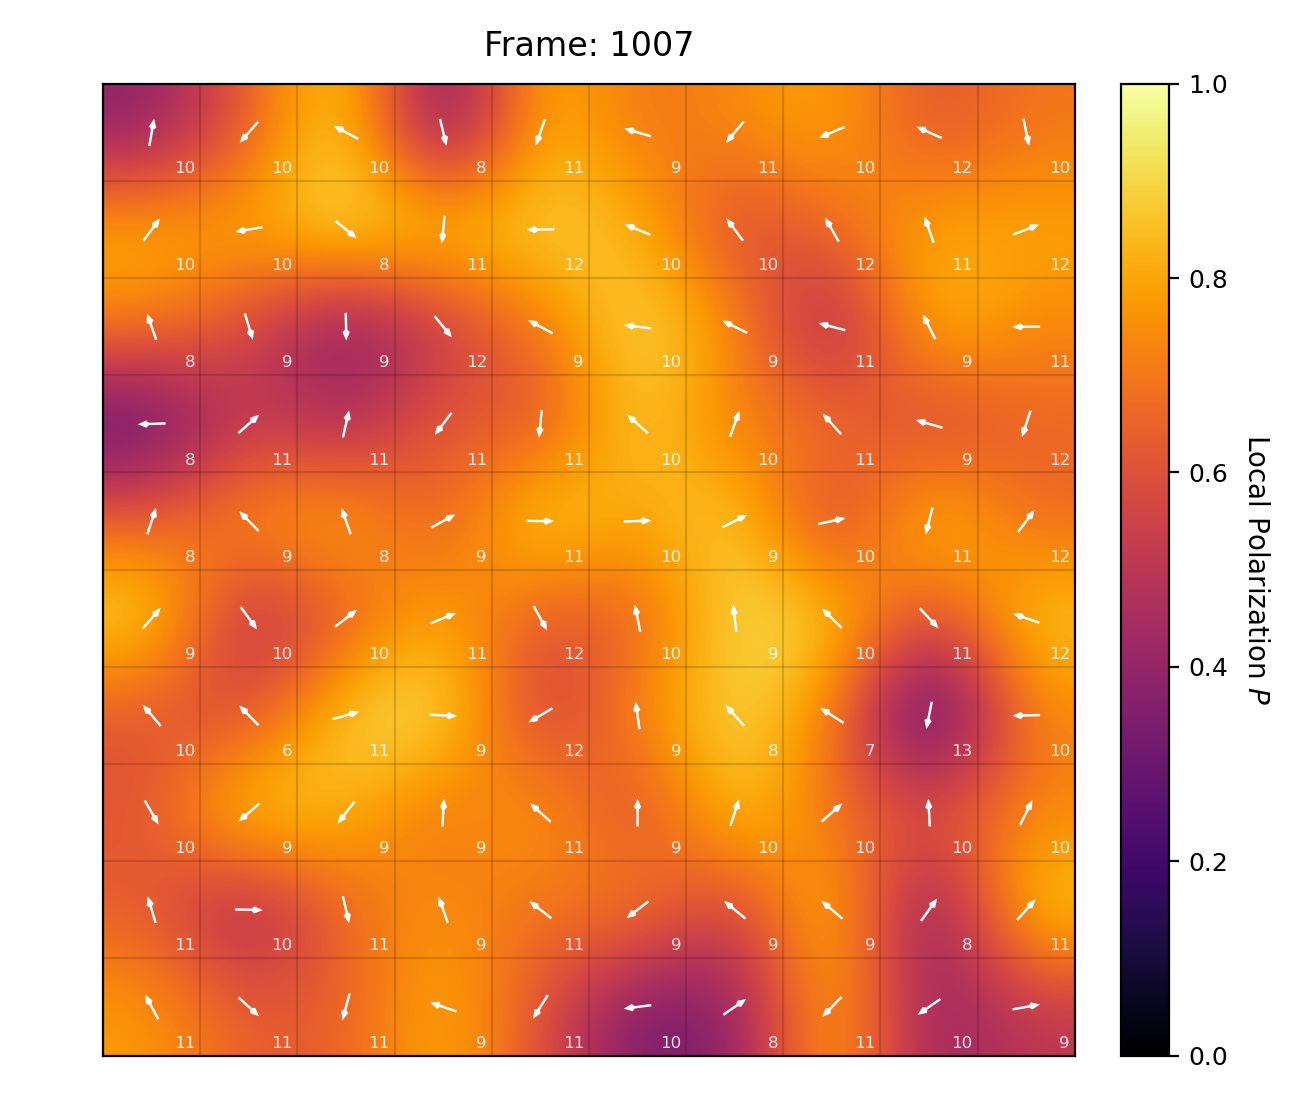 Frame: 1007
10 10 10 8 11 9 11 10 12 10
10 10 8 11 12 10 10 12 11 12
8 9 9 12 9 10 9 11 9 11
8 11 11 11 11 10 10 11 9 12
8 9 8 9 11 10 9 10 11 12
9 10 10 11 12 10 9 10 11 12
10 6 11 9 12 9 8 7 13 10
10 9 9 9 11 9 10 10 10 10
11 10 11 9 11 9 9 9 8 11
11 11 11 9 11 10 8 11 10 9
1.0
0.8
0.6
0.4
0.2
0.0
Local Polarization P